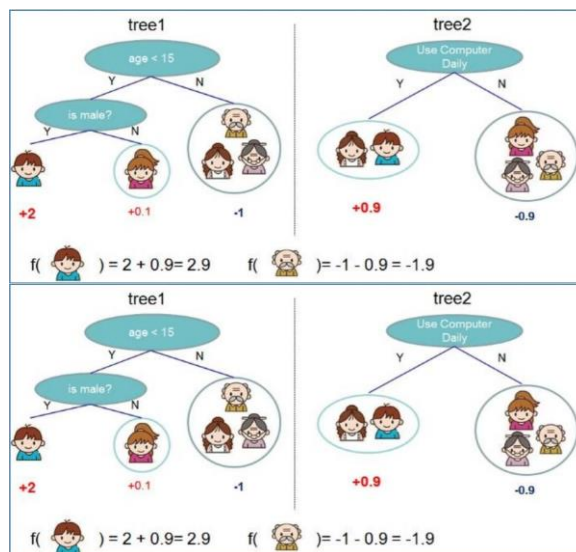 tree1 tree2
age < 15 Use Computer
Daily
Y N Y N
is male?
Y N
+2 +0.1 -1 +0.9 -0.9
f( ) = 2 + 0.9= 2.9 f( )= -1 - 0.9 = -1.9
tree1 tree2
age < 15 Use Computer
Daily
Y N Y N
is male?
Y N
+2 +0.1 -1 +0.9 -0.9
f( ) = 2 + 0.9= 2.9 f( )= -1 - 0.9 = -1.9